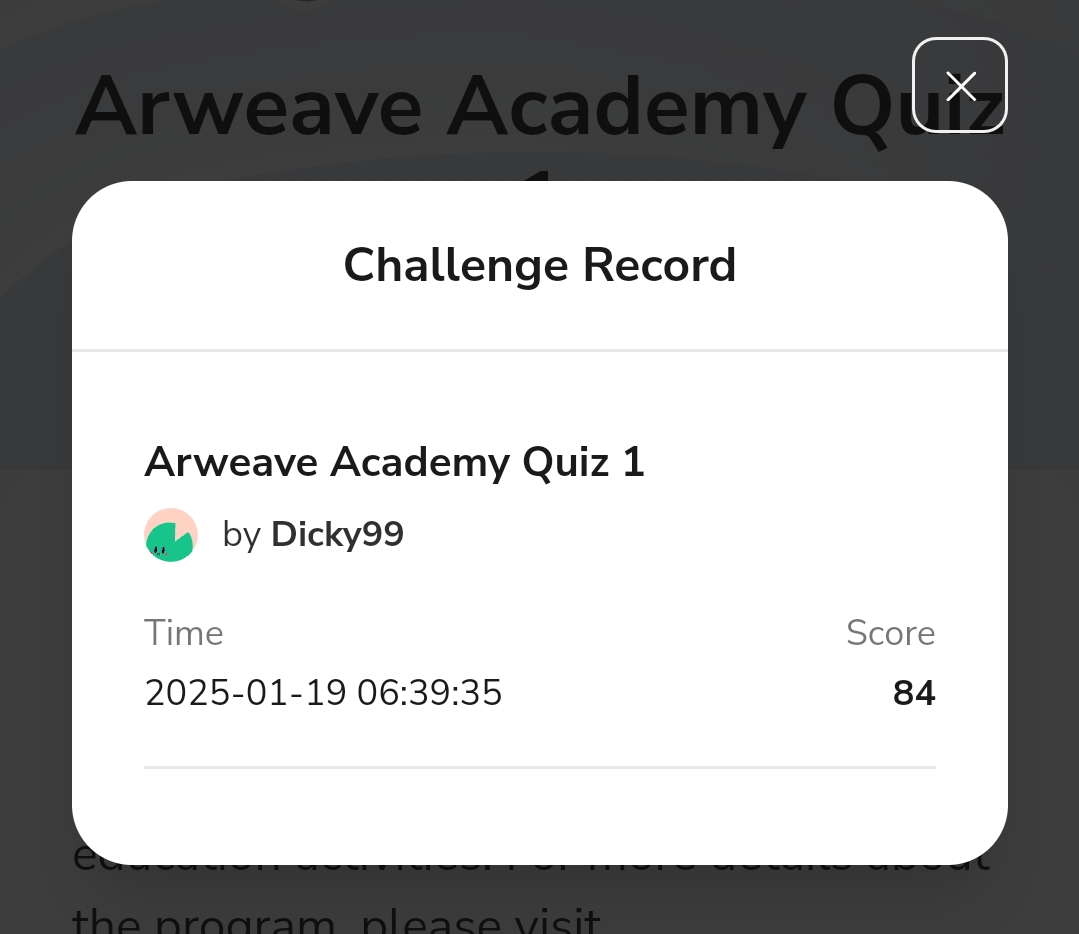 Arweave Academy Quiz
1
Challenge Record
Arweave Academy Quiz 1
by Dicky99
Time Score
2025-01-19 06:39:35 84
education activities. For more details about
the program, please visit